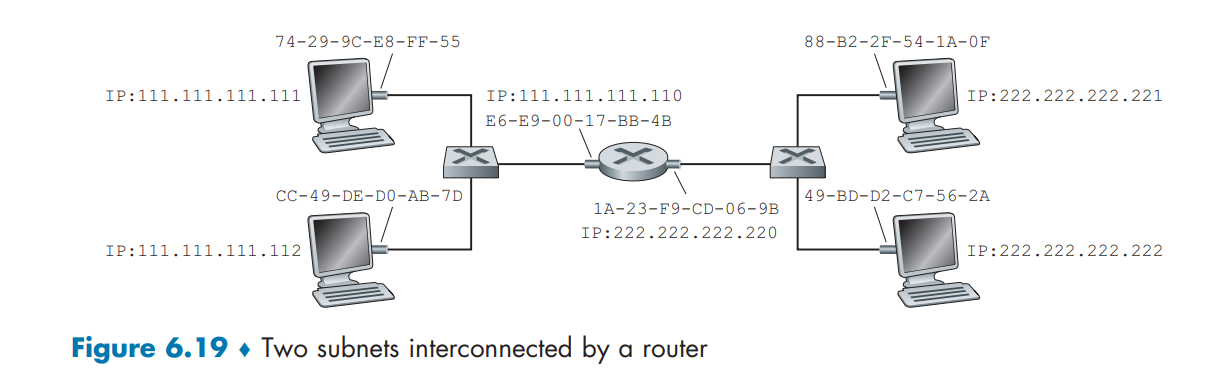 74-29-9C-E8-FF-55
88-B2-2F-54-1A-0F
IP:111.111.111.111
IP:111.111.111.110
IP:222.222.222.221
E6-E9-00-17-BB-4B
CC-49-DE-D0-AB-7D
1A-23-F9-CD-06-9B
49-BD-D2-C7-56-2A
IP:111.111.111.112
IP:222.222.222.220
IP:222.222.222.222
Figure 6.19 ♦ Two subnets interconnected by a router